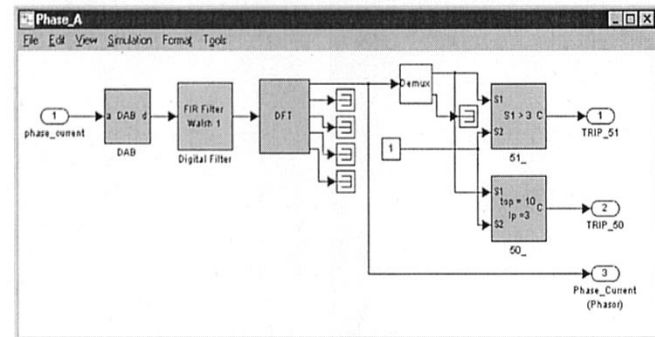 Phase_A
File Edit View Simulation Format Tools
1
phase_current
a DAB d
DAB
FIR Filter
Walsh 1
Digital Filter
DFT
Demux
1
S1
S1 > 3 C
S2
51_
1
TRIP_51
S1
top = 10
C
Ip =3
S2
50_
2
TRIP_50
3
Phase_Current
(Phasor)